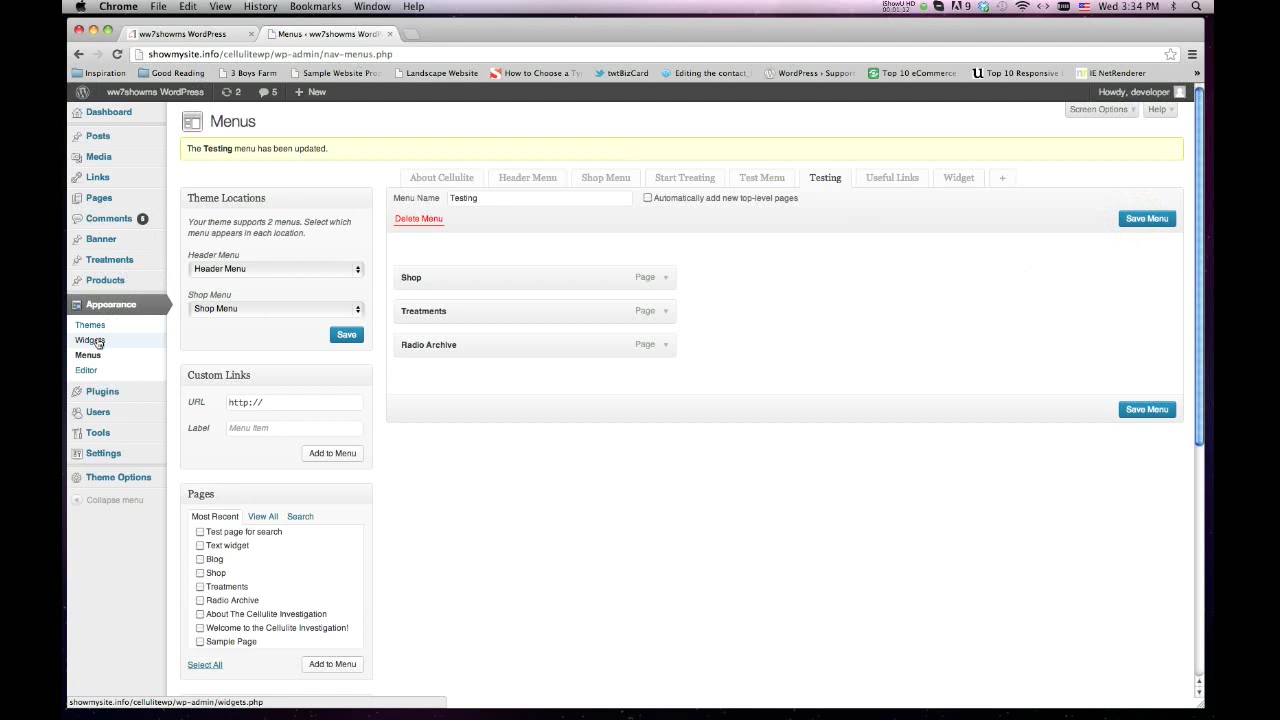 Chrome File Edit View History Bookmarks Window Help
iShowU HD 00:01:12 9 Wed 3:34 PM
ww7showms WordPress
Menus ‹ ww7showms WordP
showmysite.info/cellulitewp/wp-admin/nav-menus.php
Inspiration Good Reading 3 Boys Farm Sample Website Pro Landscape Website How to Choose a Ty twtBizCard Editing the contact_ WordPress › Suppor Top 10 eCommerce Top 10 Responsive IE NetRenderer »
ww7showms WordPress 2 5 + New Howdy, developer
Screen Options Help
Dashboard
Posts
Media
Links
Pages
Comments 5
Banner
Treatments
Products
Appearance
Themes
Widgets
Menus
Editor
Plugins
Users
Tools
Settings
Theme Options
Collapse menu
Menus
The Testing menu has been updated.
Theme Locations
Your theme supports 2 menus. Select which
menu appears in each location.
Header Menu
Header Menu
Shop Menu
Shop Menu
Save
Custom Links
URL http://
Label Menu Item
Add to Menu
Pages
Most Recent View All Search
Test page for search
Text widget
Blog
Shop
Treatments
Radio Archive
About The Cellulite Investigation
Welcome to the Cellulite Investigation!
Sample Page
Select All Add to Menu
About Cellulite Header Menu Shop Menu Start Treating Test Menu Testing Useful Links Widget +
Menu Name Testing Automatically add new top-level pages
Delete Menu Save Menu
Shop Page
Treatments Page
Radio Archive Page
Save Menu
showmysite.info/cellulitewp/wp-admin/widgets.php